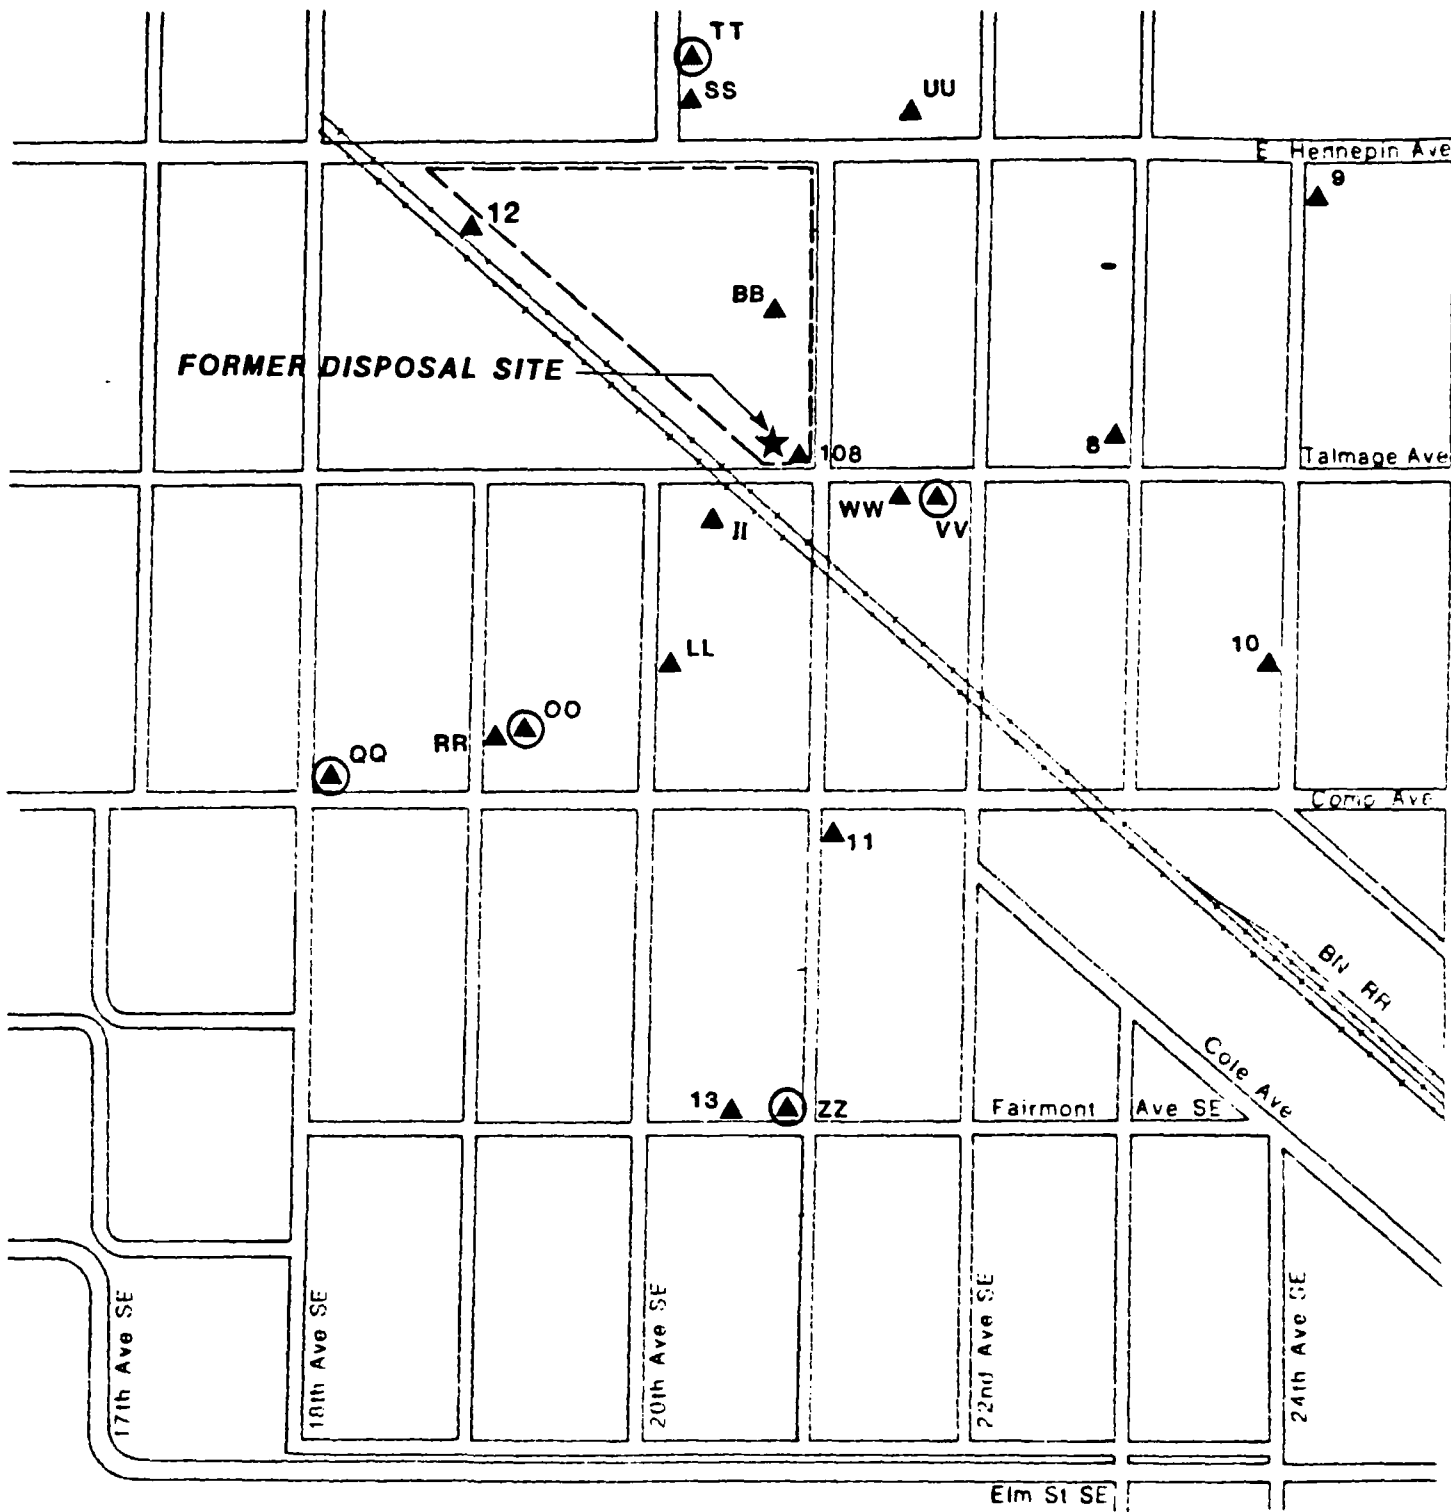 TT
SS
UU
E Hennepin Ave
9
12
BB
FORMER DISPOSAL SITE
8
108
Talmage Ave
WW
VV
II
LL
10
OO
RR
QQ
Como Ave
11
BN RR
Cole Ave
13
ZZ
Fairmont Ave SE
17th Ave SE
18th Ave SE
20th Ave SE
22nd Ave SE
24th Ave SE
Elm St SE